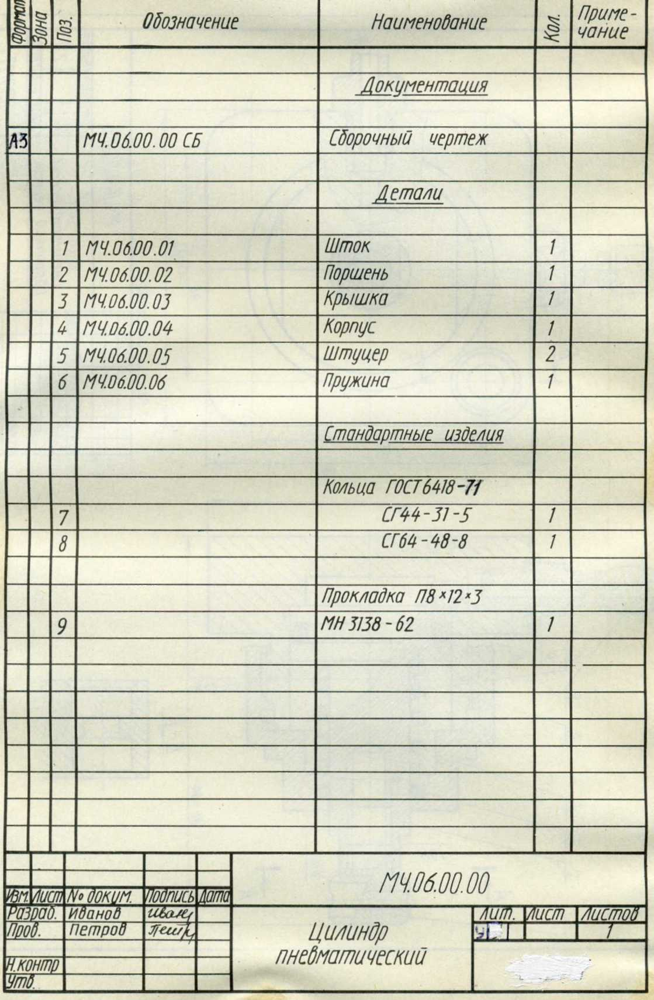 Формат Зона Поз. Обозначение Наименование Кол. Приме-
чание
Документация
А3 МЧ.06.00.00 СБ Сборочный чертеж
Детали
1 МЧ.06.00.01 Шток 1
2 МЧ.06.00.02 Поршень 1
3 МЧ.06.00.03 Крышка 1
4 МЧ.06.00.04 Корпус 1
5 МЧ.06.00.05 Штуцер 2
6 МЧ.06.00.06 Пружина 1
Стандартные изделия
Кольца ГОСТ 6418-71
7 СГ44-31-5 1
8 СГ64-48-8 1
Прокладка П8×12×3
9 МН 3138-62 1
МЧ.06.00.00
Изм. Лист № докум. Подпись Дата
Разраб. Иванов Иванов
Пров. Петров Петр
Н.контр
Утв.
Цилиндр
пневматический
Лит. Лист Листов
У 1